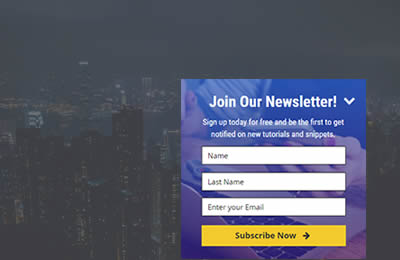 Join Our Newsletter!
Sign up today for free and be the first to get
notified on new tutorials and snippets.
Name
Last Name
Enter your Email
Subscribe Now